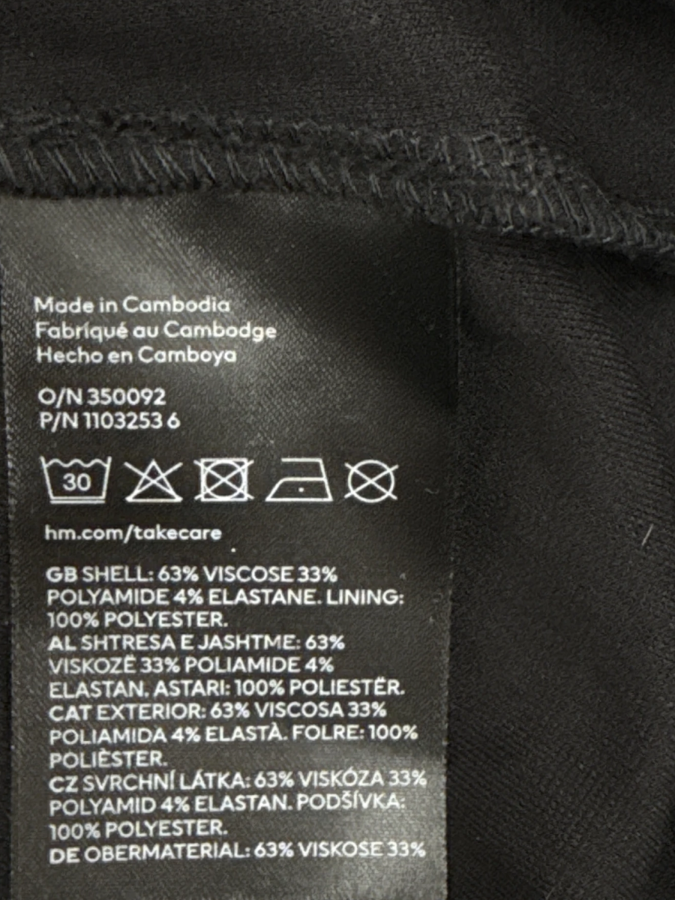 Made in Cambodia
Fabriqué au Cambodge
Hecho en Camboya
O/N 350092
P/N 1103253 6
30
hm.com/takecare
GB SHELL: 63% VISCOSE 33%
POLYAMIDE 4% ELASTANE. LINING:
100% POLYESTER.
AL SHTRESA E JASHTME: 63%
VISKOZË 33% POLIAMIDE 4%
ELASTAN. ASTARI: 100% POLIESTËR.
CAT EXTERIOR: 63% VISCOSA 33%
POLIAMIDA 4% ELASTÀ. FOLRE: 100%
POLIÈSTER.
CZ SVRCHNÍ LÁTKA: 63% VISKÓZA 33%
POLYAMID 4% ELASTAN. PODŠÍVKA:
100% POLYESTER.
DE OBERMATERIAL: 63% VISKOSE 33%